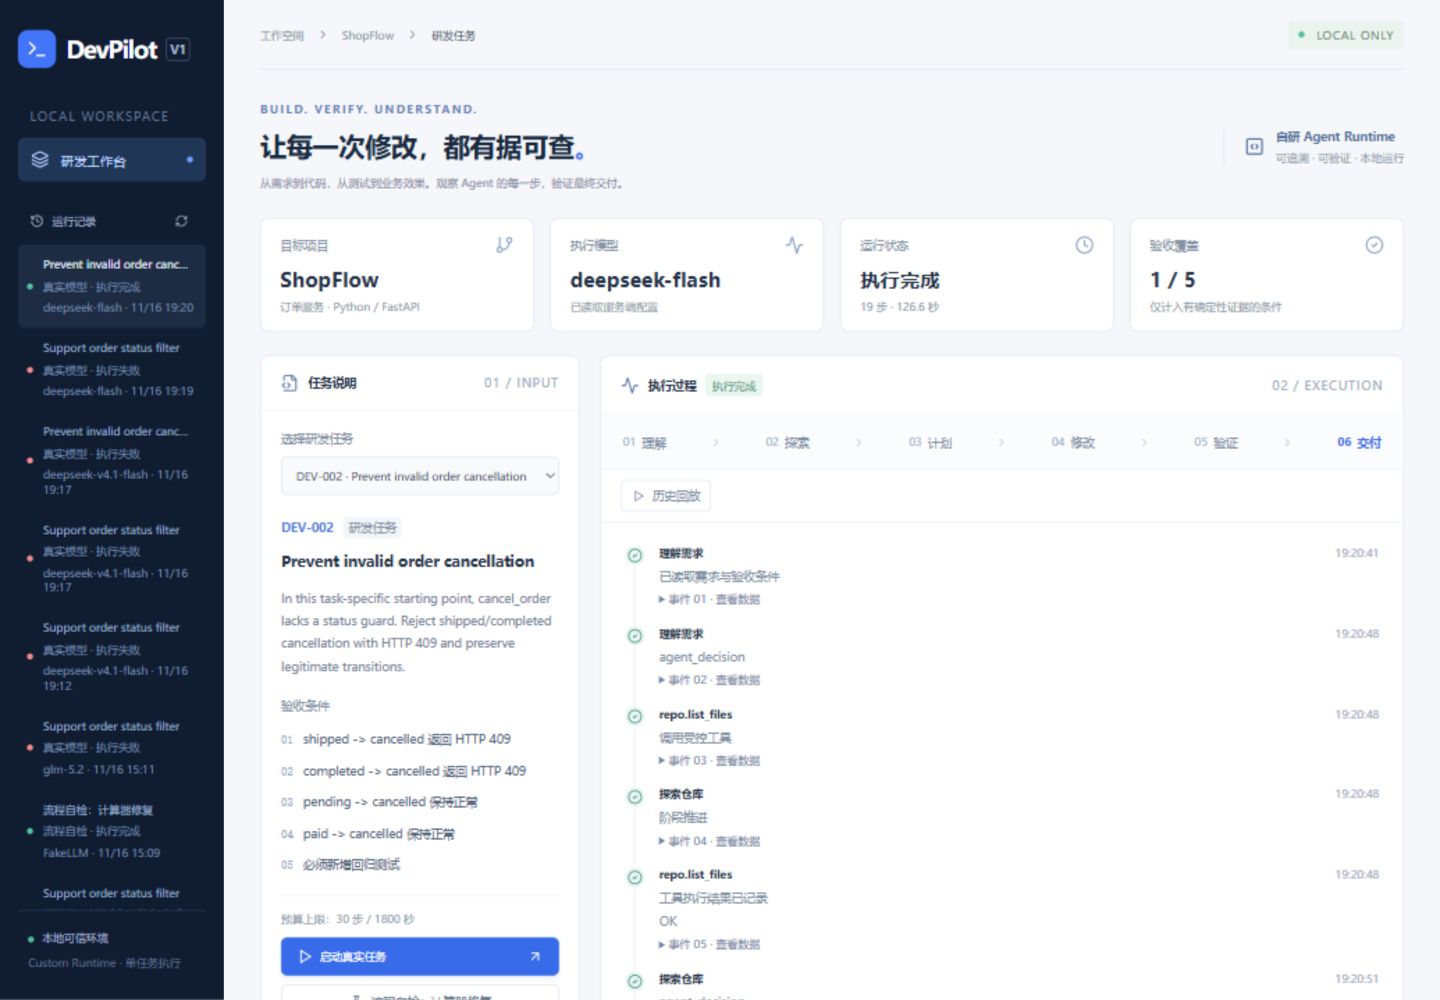 DevPilot V1
LOCAL WORKSPACE
研发工作台
运行记录
Prevent invalid order canc...
真实模型 · 执行完成
deepseek-flash · 11/16 19:20
Support order status filter
真实模型 · 执行失败
deepseek-flash · 11/16 19:19
Prevent invalid order canc...
真实模型 · 执行失败
deepseek-v4.1-flash · 11/16
19:17
Support order status filter
真实模型 · 执行失败
deepseek-v4.1-flash · 11/16
19:17
Support order status filter
真实模型 · 执行失败
deepseek-v4.1-flash · 11/16
19:12
Support order status filter
真实模型 · 执行失败
glm-5.2 · 11/16 15:11
流程自检：计算器修复
流程自检 · 执行完成
FakeLLM · 11/16 15:09
Support order status filter
本地可信环境
Custom Runtime · 单任务执行
工作空间 > ShopFlow > 研发任务
LOCAL ONLY
BUILD. VERIFY. UNDERSTAND.
让每一次修改，都有据可查。
从需求到代码，从测试到业务效果。观察 Agent 的每一步，验证最终交付。
自研 Agent Runtime
可追溯 · 可验证 · 本地运行
目标项目
ShopFlow
订单服务 · Python / FastAPI
执行模型
deepseek-flash
已读取服务端配置
运行状态
执行完成
19 步 · 126.6 秒
验收覆盖
1 / 5
仅计入有确定性证据的条件
任务说明
01 / INPUT
选择研发任务
DEV-002 · Prevent invalid order cancellation
DEV-002 研发任务
Prevent invalid order cancellation
In this task-specific starting point, cancel_order
lacks a status guard. Reject shipped/completed
cancellation with HTTP 409 and preserve
legitimate transitions.
验收条件
01 shipped -> cancelled 返回 HTTP 409
02 completed -> cancelled 返回 HTTP 409
03 pending -> cancelled 保持正常
04 paid -> cancelled 保持正常
05 必须新增回归测试
预算上限：30 步 / 1800 秒
启动真实任务
流程自检：计算器修复
执行过程 执行完成
02 / EXECUTION
01 理解 > 02 探索 > 03 计划 > 04 修改 > 05 验证 > 06 交付
历史回放
理解需求 19:20:41
已读取需求与验收条件
▶ 事件 01 · 查看数据
理解需求 19:20:48
agent_decision
▶ 事件 02 · 查看数据
repo.list_files 19:20:48
调用受控工具
▶ 事件 03 · 查看数据
探索仓库 19:20:48
阶段推进
▶ 事件 04 · 查看数据
repo.list_files 19:20:48
工具执行结果已记录
OK
▶ 事件 05 · 查看数据
探索仓库 19:20:51
agent_decision